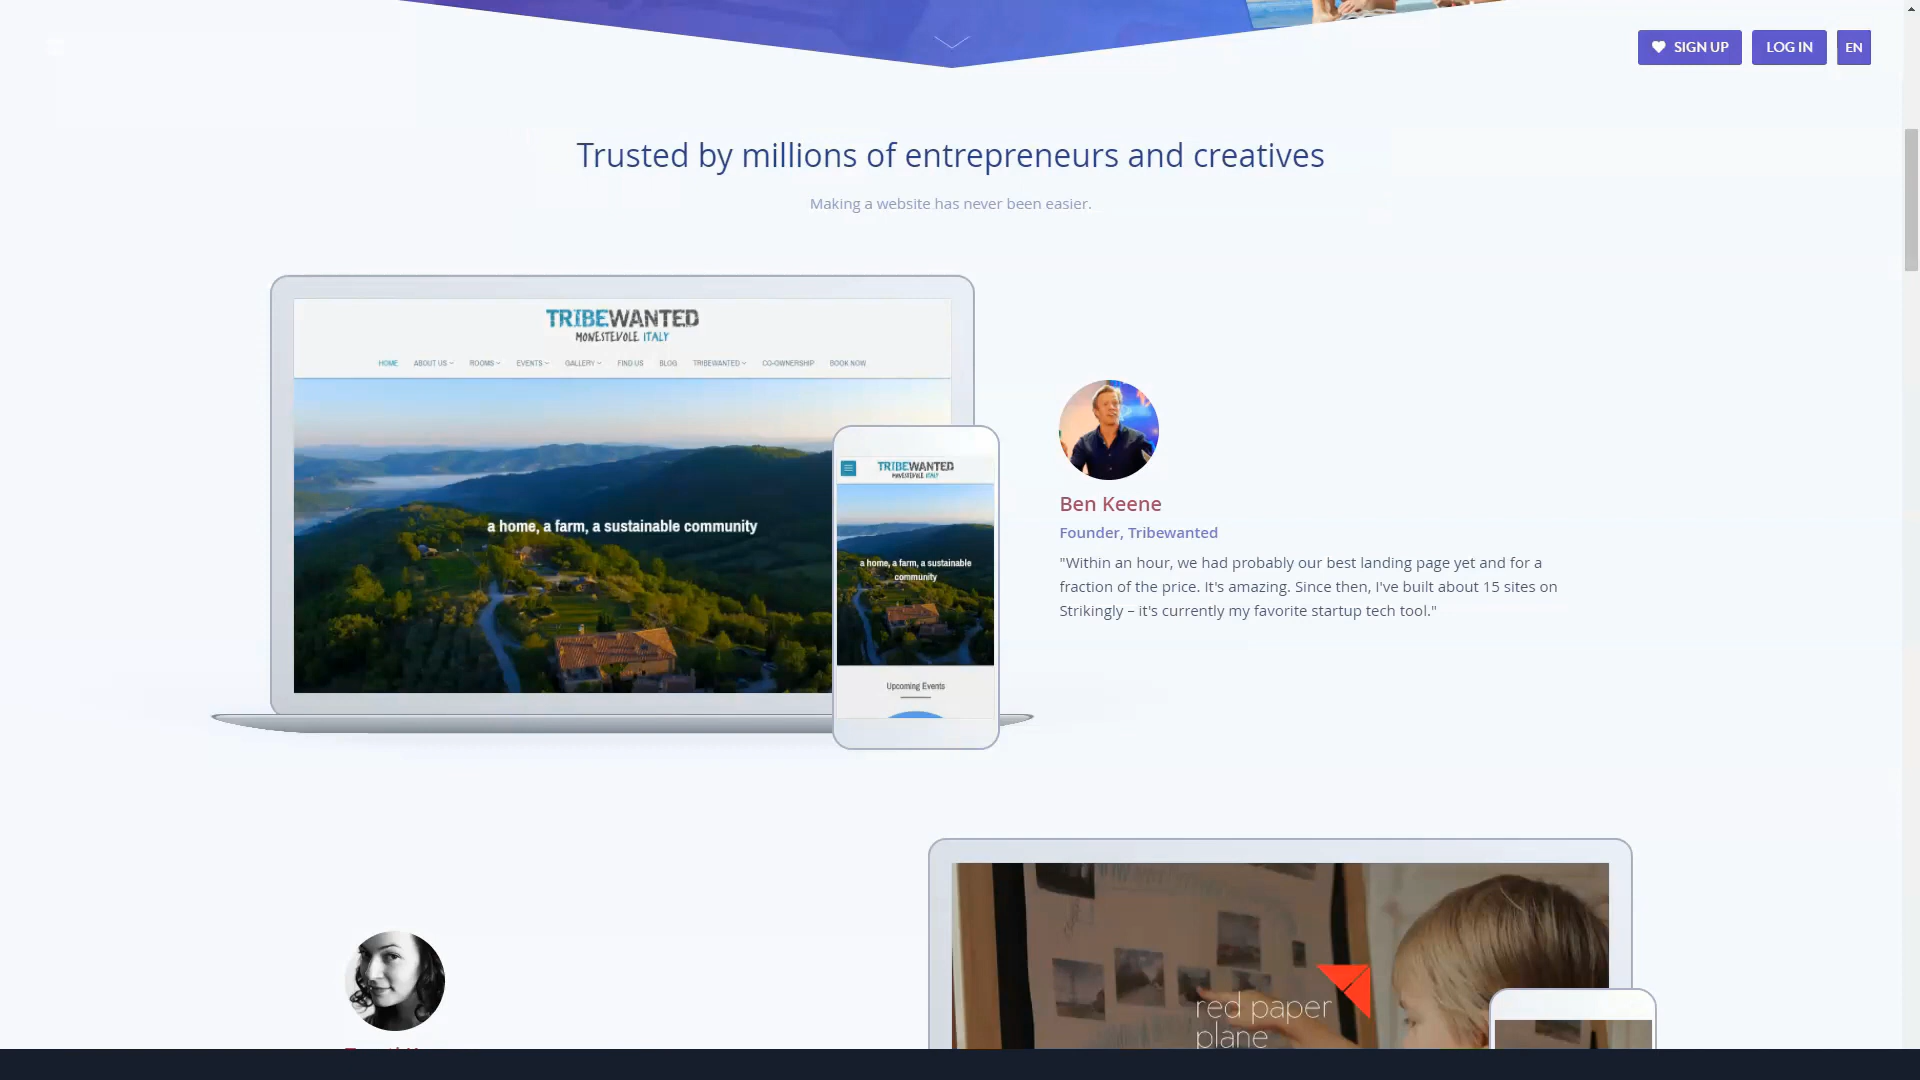 SIGN UP
LOG IN
EN
Trusted by millions of entrepreneurs and creatives
Making a website has never been easier.
TRIBEWANTED
MONESTEVOLE ITALY
HOME ABOUT US ROOMS EVENTS GALLERY FIND US BLOG TRIBEWANTED CO-OWNERSHIP BOOK NOW
a home, a farm, a sustainable community
TRIBEWANTED
MONESTEVOLE ITALY
a home, a farm, a sustainable
community
Upcoming Events
Ben Keene
Founder, Tribewanted
"Within an hour, we had probably our best landing page yet and for a
fraction of the price. It's amazing. Since then, I've built about 15 sites on
Strikingly – it's currently my favorite startup tech tool."
red paper
plane